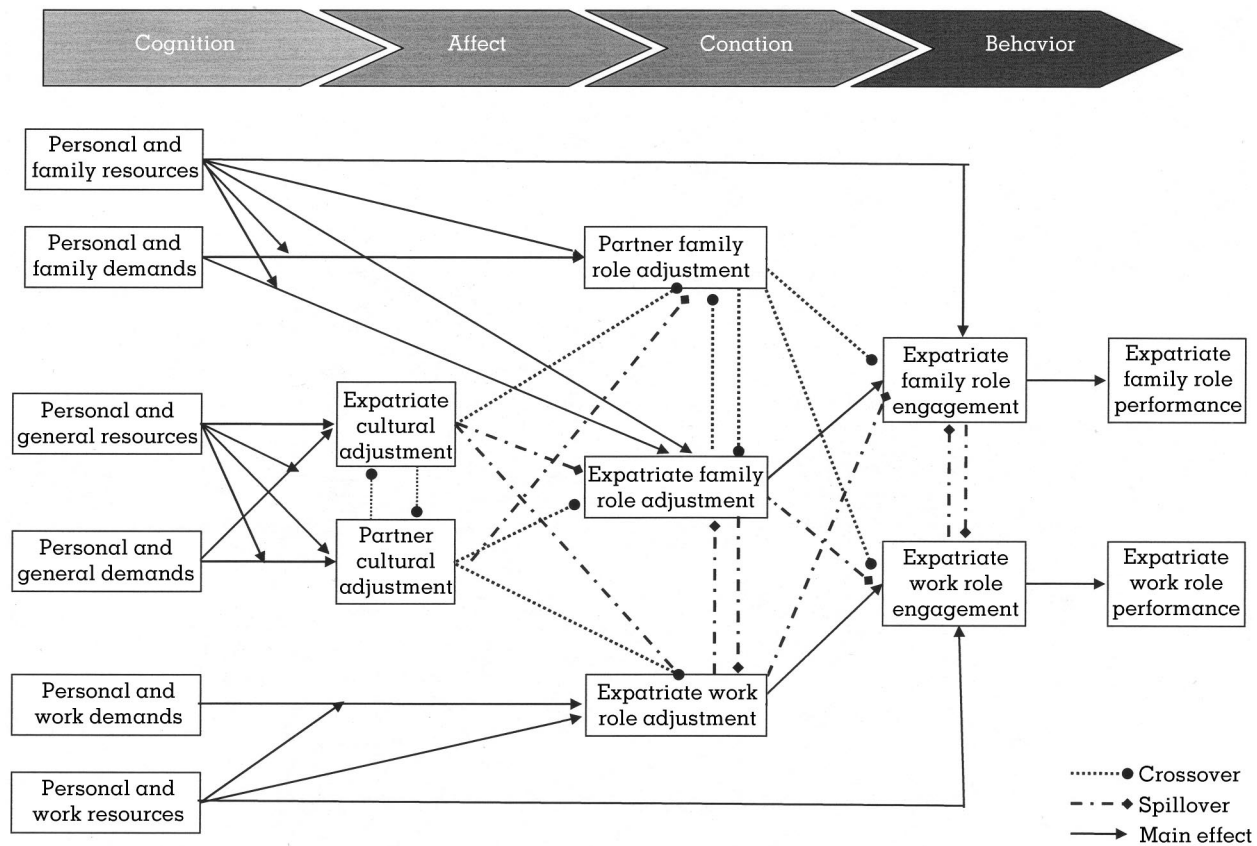 Cognition
Affect
Conation
Behavior
Personal and
family resources
Personal and
family demands
Partner family
role adjustment
Expatriate
family role
engagement
Expatriate
family role
performance
Personal and
general resources
Expatriate
cultural
adjustment
Expatriate family
role adjustment
Personal and
general demands
Partner
cultural
adjustment
Expatriate
work role
engagement
Expatriate
work role
performance
Personal and
work demands
Expatriate work
role adjustment
Personal and
work resources
Crossover
Spillover
Main effect